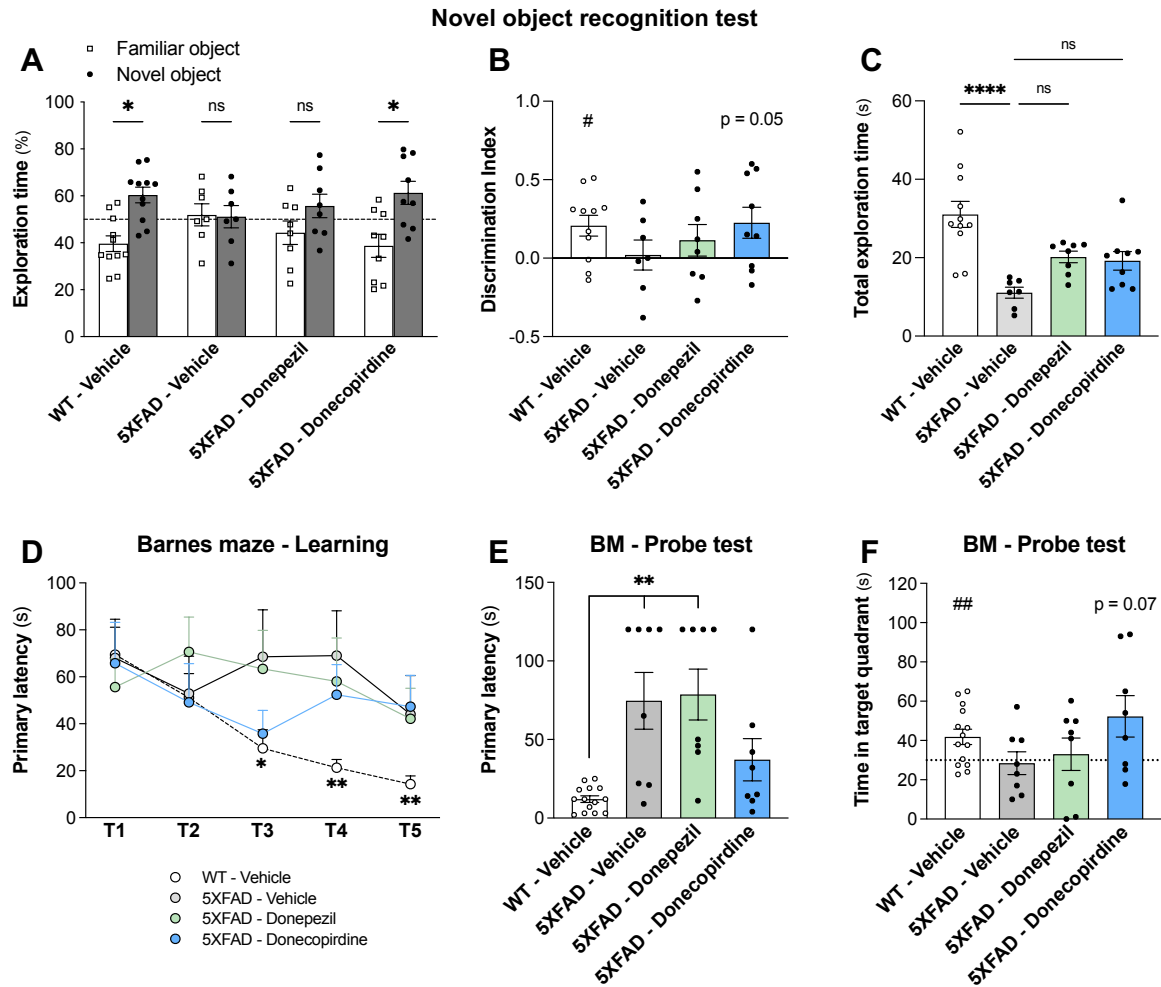 Novel object recognition test
A
Familiar object
Novel object
Exploration time (%)
100
80
60
40
20
0
*
ns
ns
*
WT - Vehicle
5XFAD - Vehicle
5XFAD - Donepezil
5XFAD - Donecopirdine
B
Discrimination Index
1.0
0.5
0.0
-0.5
#
p = 0.05
WT - Vehicle
5XFAD - Vehicle
5XFAD - Donepezil
5XFAD - Donecopirdine
C
Total exploration time (s)
60
40
20
0
ns
****
ns
WT - Vehicle
5XFAD - Vehicle
5XFAD - Donepezil
5XFAD - Donecopirdine
D
Barnes maze - Learning
Primary latency (s)
100
80
60
40
20
0
*
**
**
T1
T2
T3
T4
T5
WT - Vehicle
5XFAD - Vehicle
5XFAD - Donepezil
5XFAD - Donecopirdine
E
BM - Probe test
Primary latency (s)
150
100
50
0
**
WT - Vehicle
5XFAD - Vehicle
5XFAD - Donepezil
5XFAD - Donecopirdine
F
BM - Probe test
Time in target quadrant (s)
120
100
80
60
40
20
0
##
p = 0.07
WT - Vehicle
5XFAD - Vehicle
5XFAD - Donepezil
5XFAD - Donecopirdine